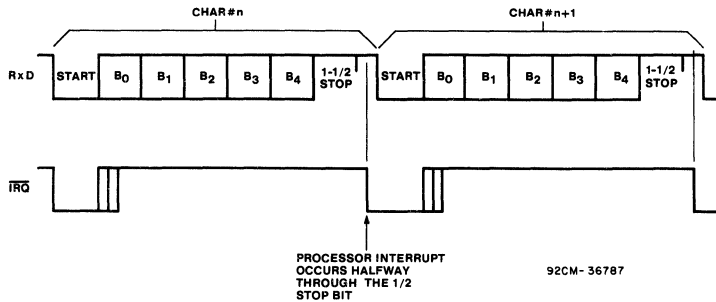 CHAR#n
CHAR#n+1
RxD
START
B0
B1
B2
B3
B4
1-1/2
STOP
START
B0
B1
B2
B3
B4
1-1/2
STOP
IRQ
PROCESSOR INTERRUPT
OCCURS HALFWAY
THROUGH THE 1/2
STOP BIT
92CM-36787